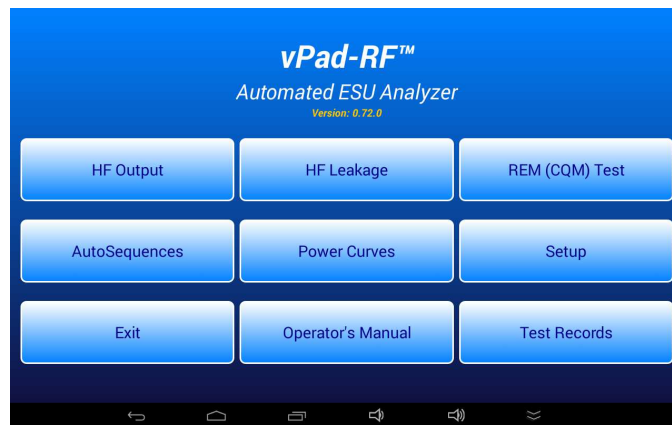 vPad-RF™
Automated ESU Analyzer
Version: 0.72.0
HF Output
HF Leakage
REM (CQM) Test
AutoSequences
Power Curves
Setup
Exit
Operator's Manual
Test Records